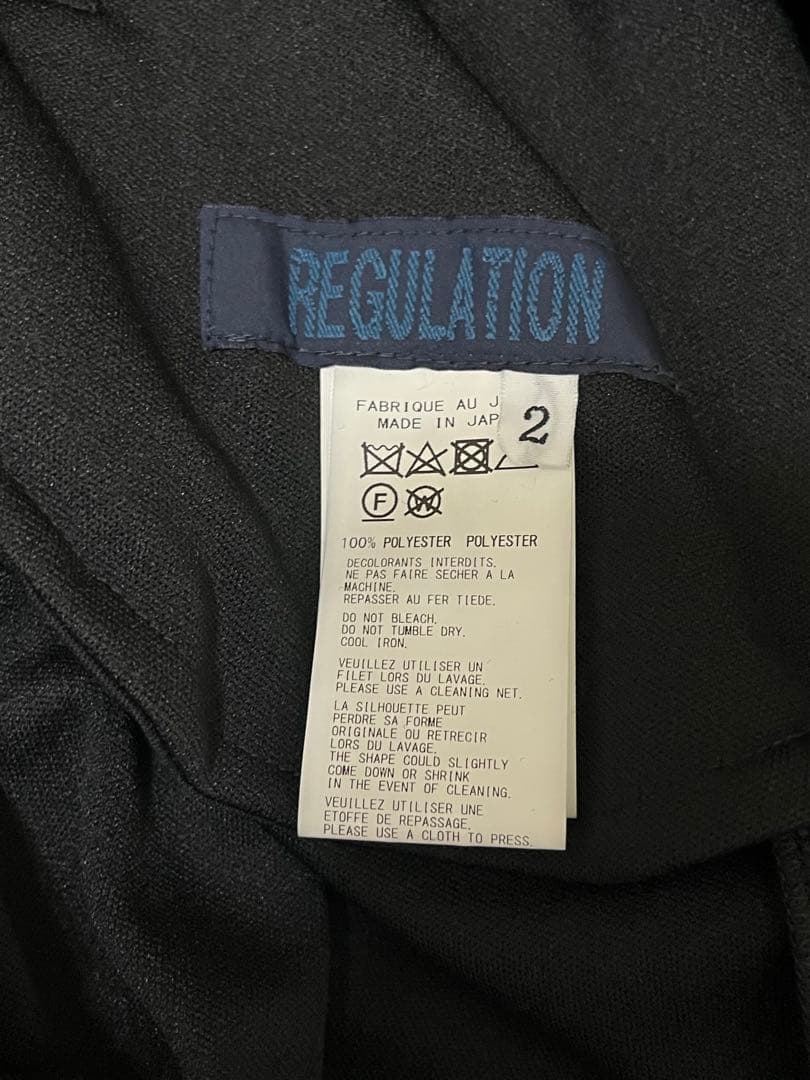 REGULATION
FABRIQUE AU J
MADE IN JAP
2
F
W
100% POLYESTER POLYESTER
DECOLORANTS INTERDITS.
NE PAS FAIRE SECHER A LA
MACHINE.
REPASSER AU FER TIEDE.
DO NOT BLEACH.
DO NOT TUMBLE DRY.
COOL IRON.
VEUILLEZ UTILISER UN
FILET LORS DU LAVAGE.
PLEASE USE A CLEANING NET.
LA SILHOUETTE PEUT
PERDRE SA FORME
ORIGINALE OU RETRECIR
LORS DU LAVAGE.
THE SHAPE COULD SLIGHTLY
COME DOWN OR SHRINK
IN THE EVENT OF CLEANING.
VEUILLEZ UTILISER UNE
ETOFFE DE REPASSAGE.
PLEASE USE A CLOTH TO PRESS.